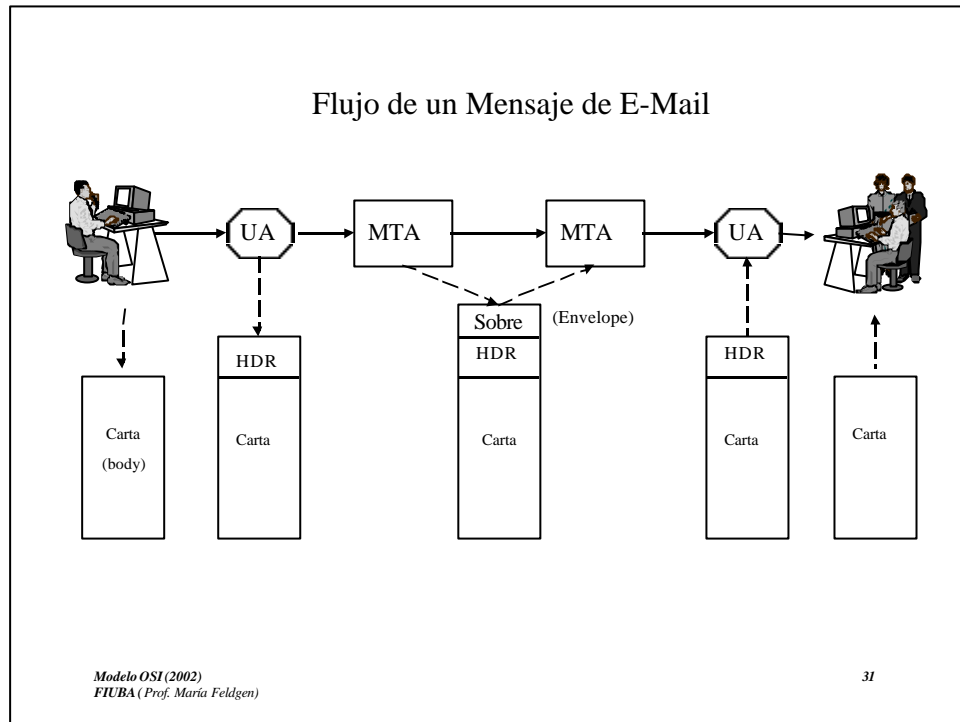 Flujo de un Mensaje de E-Mail
UA
MTA
MTA
UA
Sobre
(Envelope)
HDR
HDR
HDR
Carta
(body)
Carta
Carta
Carta
Carta
Modelo OSI (2002)
31
FIUBA ( Prof. María Feldgen)